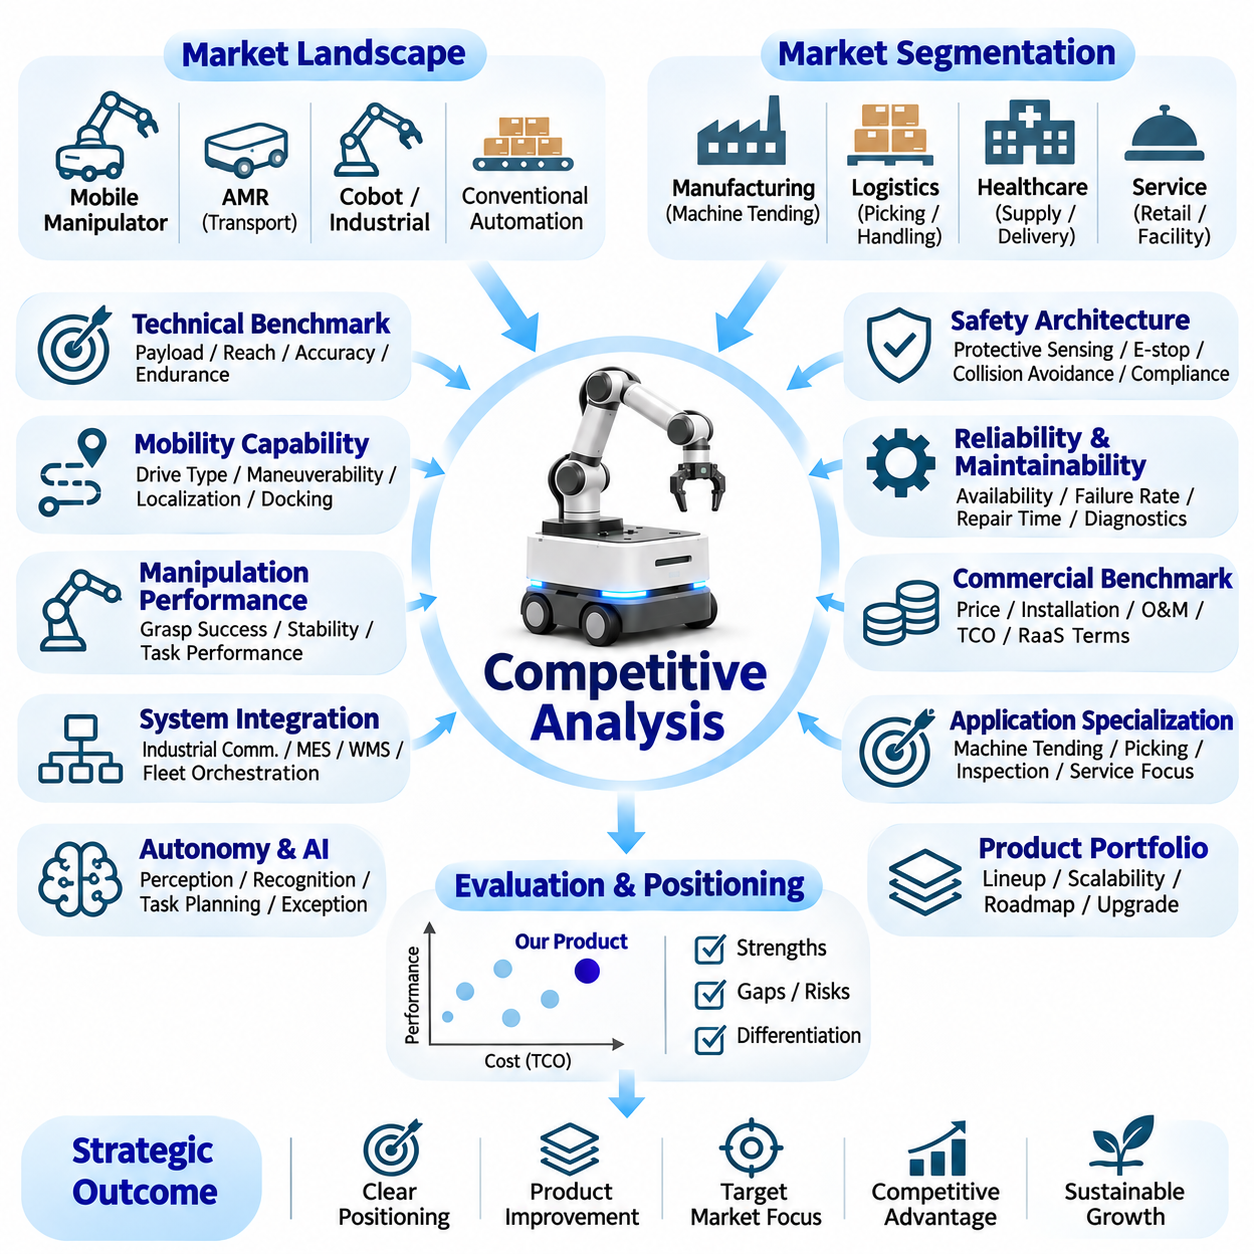 Market Landscape
Mobile
Manipulator
AMR
(Transport)
Cobot /
Industrial
Conventional
Automation
Market Segmentation
Manufacturing
(Machine Tending)
Logistics
(Picking /
Handling)
Healthcare
(Supply /
Delivery)
Service
(Retail /
Facility)
Technical Benchmark
Payload / Reach / Accuracy /
Endurance
Mobility Capability
Drive Type / Maneuverability /
Localization / Docking
Manipulation
Performance
Grasp Success / Stability /
Task Performance
System Integration
Industrial Comm. / MES / WMS /
Fleet Orchestration
Autonomy & AI
Perception / Recognition /
Task Planning / Exception
Competitive
Analysis
Safety Architecture
Protective Sensing / E-stop /
Collision Avoidance / Compliance
Reliability &
Maintainability
Availability / Failure Rate /
Repair Time / Diagnostics
Commercial Benchmark
Price / Installation / O&M /
TCO / RaaS Terms
Application Specialization
Machine Tending / Picking /
Inspection / Service Focus
Product Portfolio
Lineup / Scalability /
Roadmap / Upgrade
Evaluation & Positioning
Performance
Our Product
Cost (TCO)
Strengths
Gaps / Risks
Differentiation
Strategic
Outcome
Clear
Positioning
Product
Improvement
Target
Market Focus
Competitive
Advantage
Sustainable
Growth